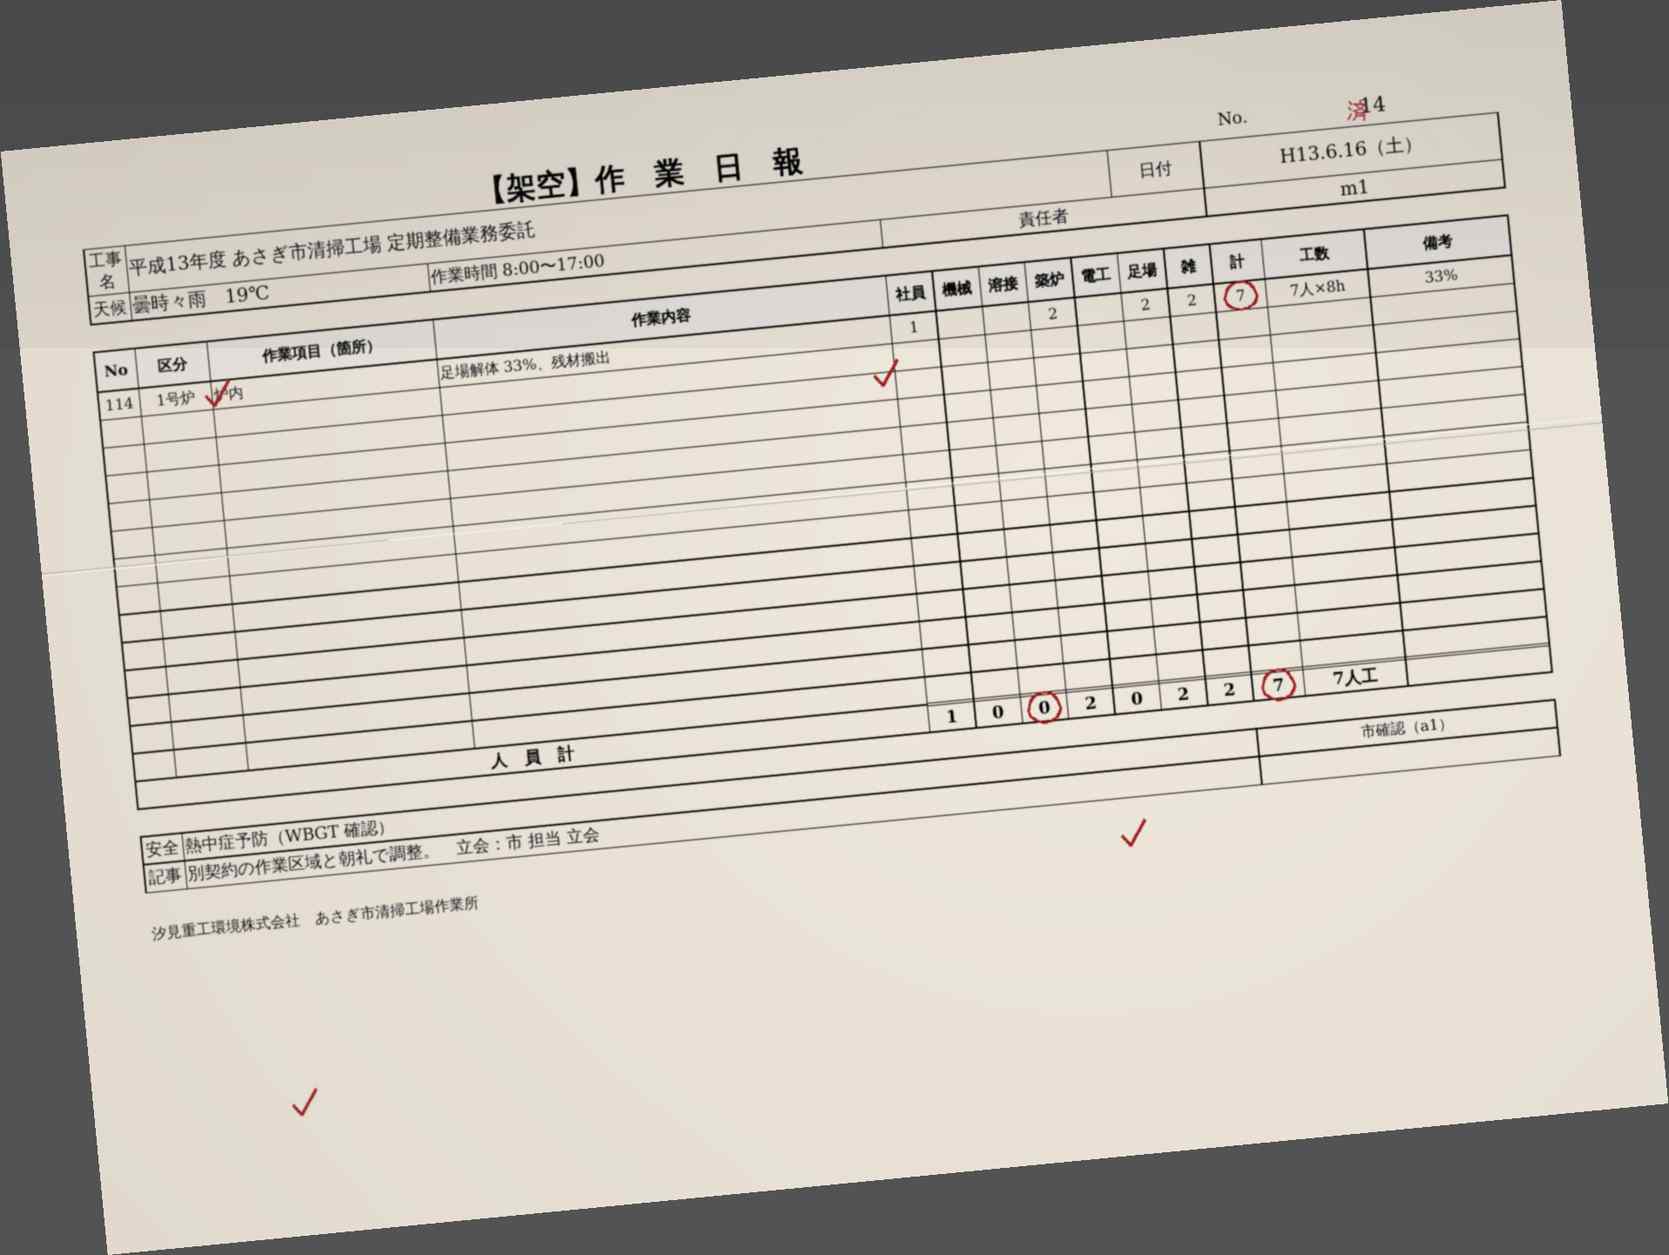 No. 済14
【架空】作 業 日 報
工事名 平成13年度 あさぎ市清掃工場 定期整備業務委託 日付 H13.6.16（土）
天候 曇時々雨 19℃ 作業時間 8:00〜17:00 責任者 m1
No 区分 作業項目（箇所） 作業内容 社員 機械 溶接 築炉 電工 足場 雑 計 工数 備考
114 1号炉 炉内 足場解体 33%、残材搬出 1 2 2 2 7 7人×8h 33%
人 員 計 1 0 0 2 0 2 2 7 7人工
安全 熱中症予防（WBGT 確認） 市確認（a1）
記事 別契約の作業区域と朝礼で調整。 立会：市 担当 立会
汐見重工環境株式会社 あさぎ市清掃工場作業所